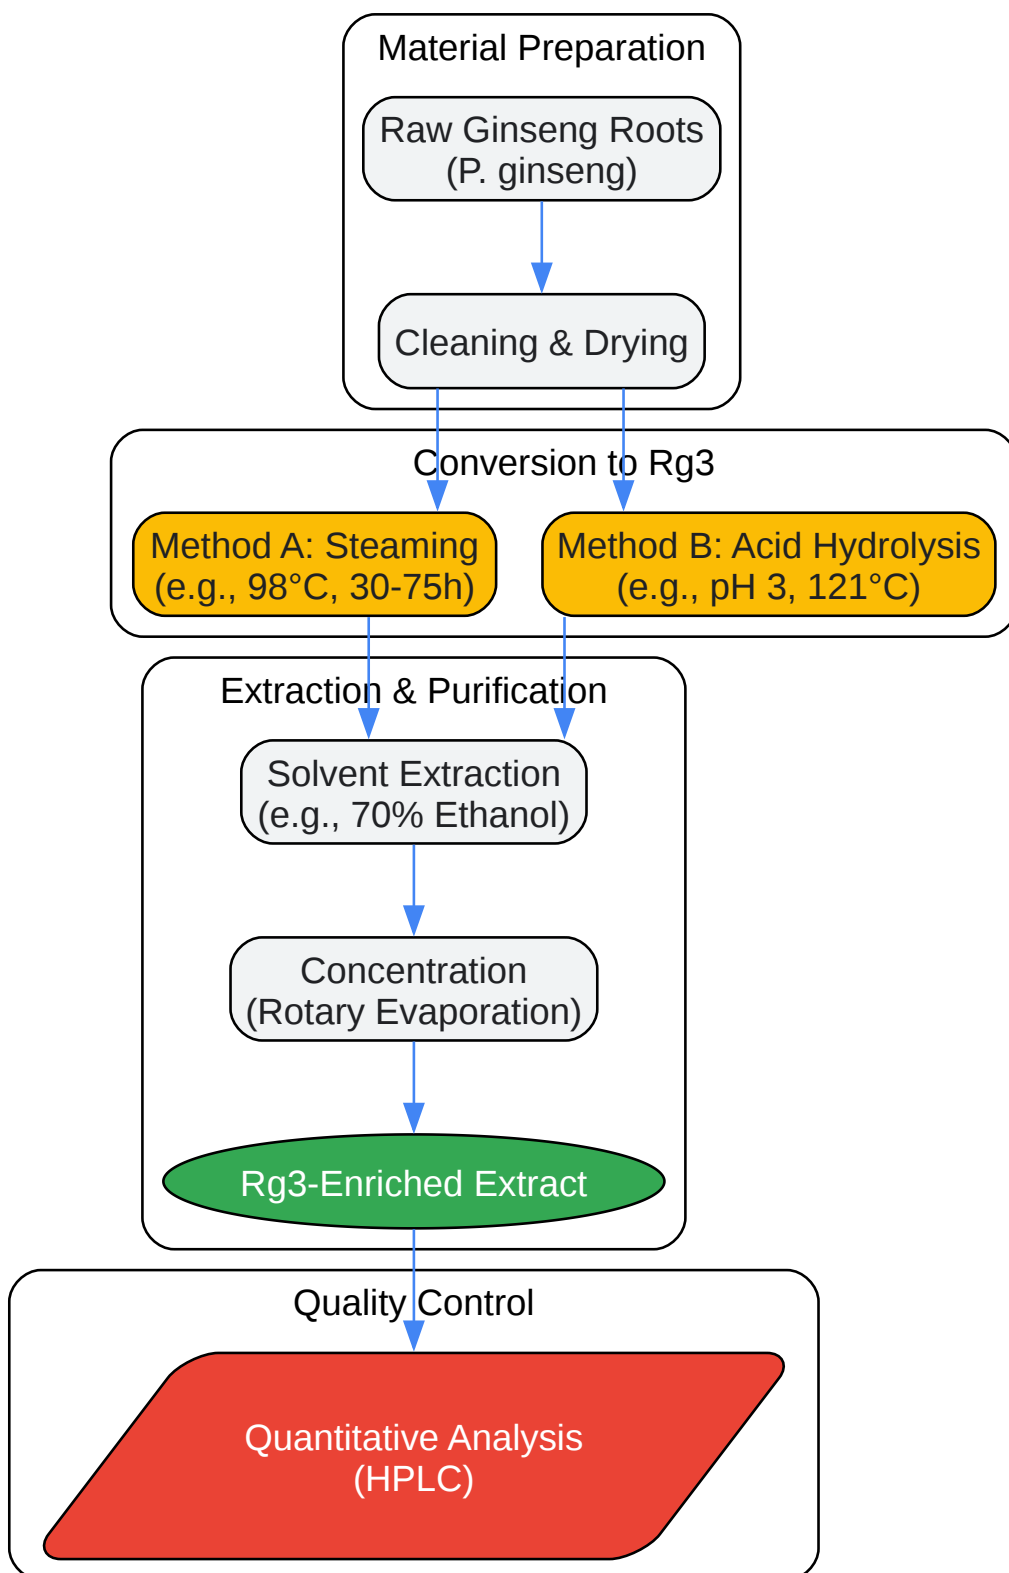 Material Preparation
Raw Ginseng Roots
(P. ginseng)
Cleaning & Drying
Conversion to Rg3
Method A: Steaming
(e.g., 98°C, 30-75h)
Method B: Acid Hydrolysis
(e.g., pH 3, 121°C)
Extraction & Purification
Solvent Extraction
(e.g., 70% Ethanol)
Concentration
(Rotary Evaporation)
Rg3-Enriched Extract
Quality Control
Quantitative Analysis
(HPLC)